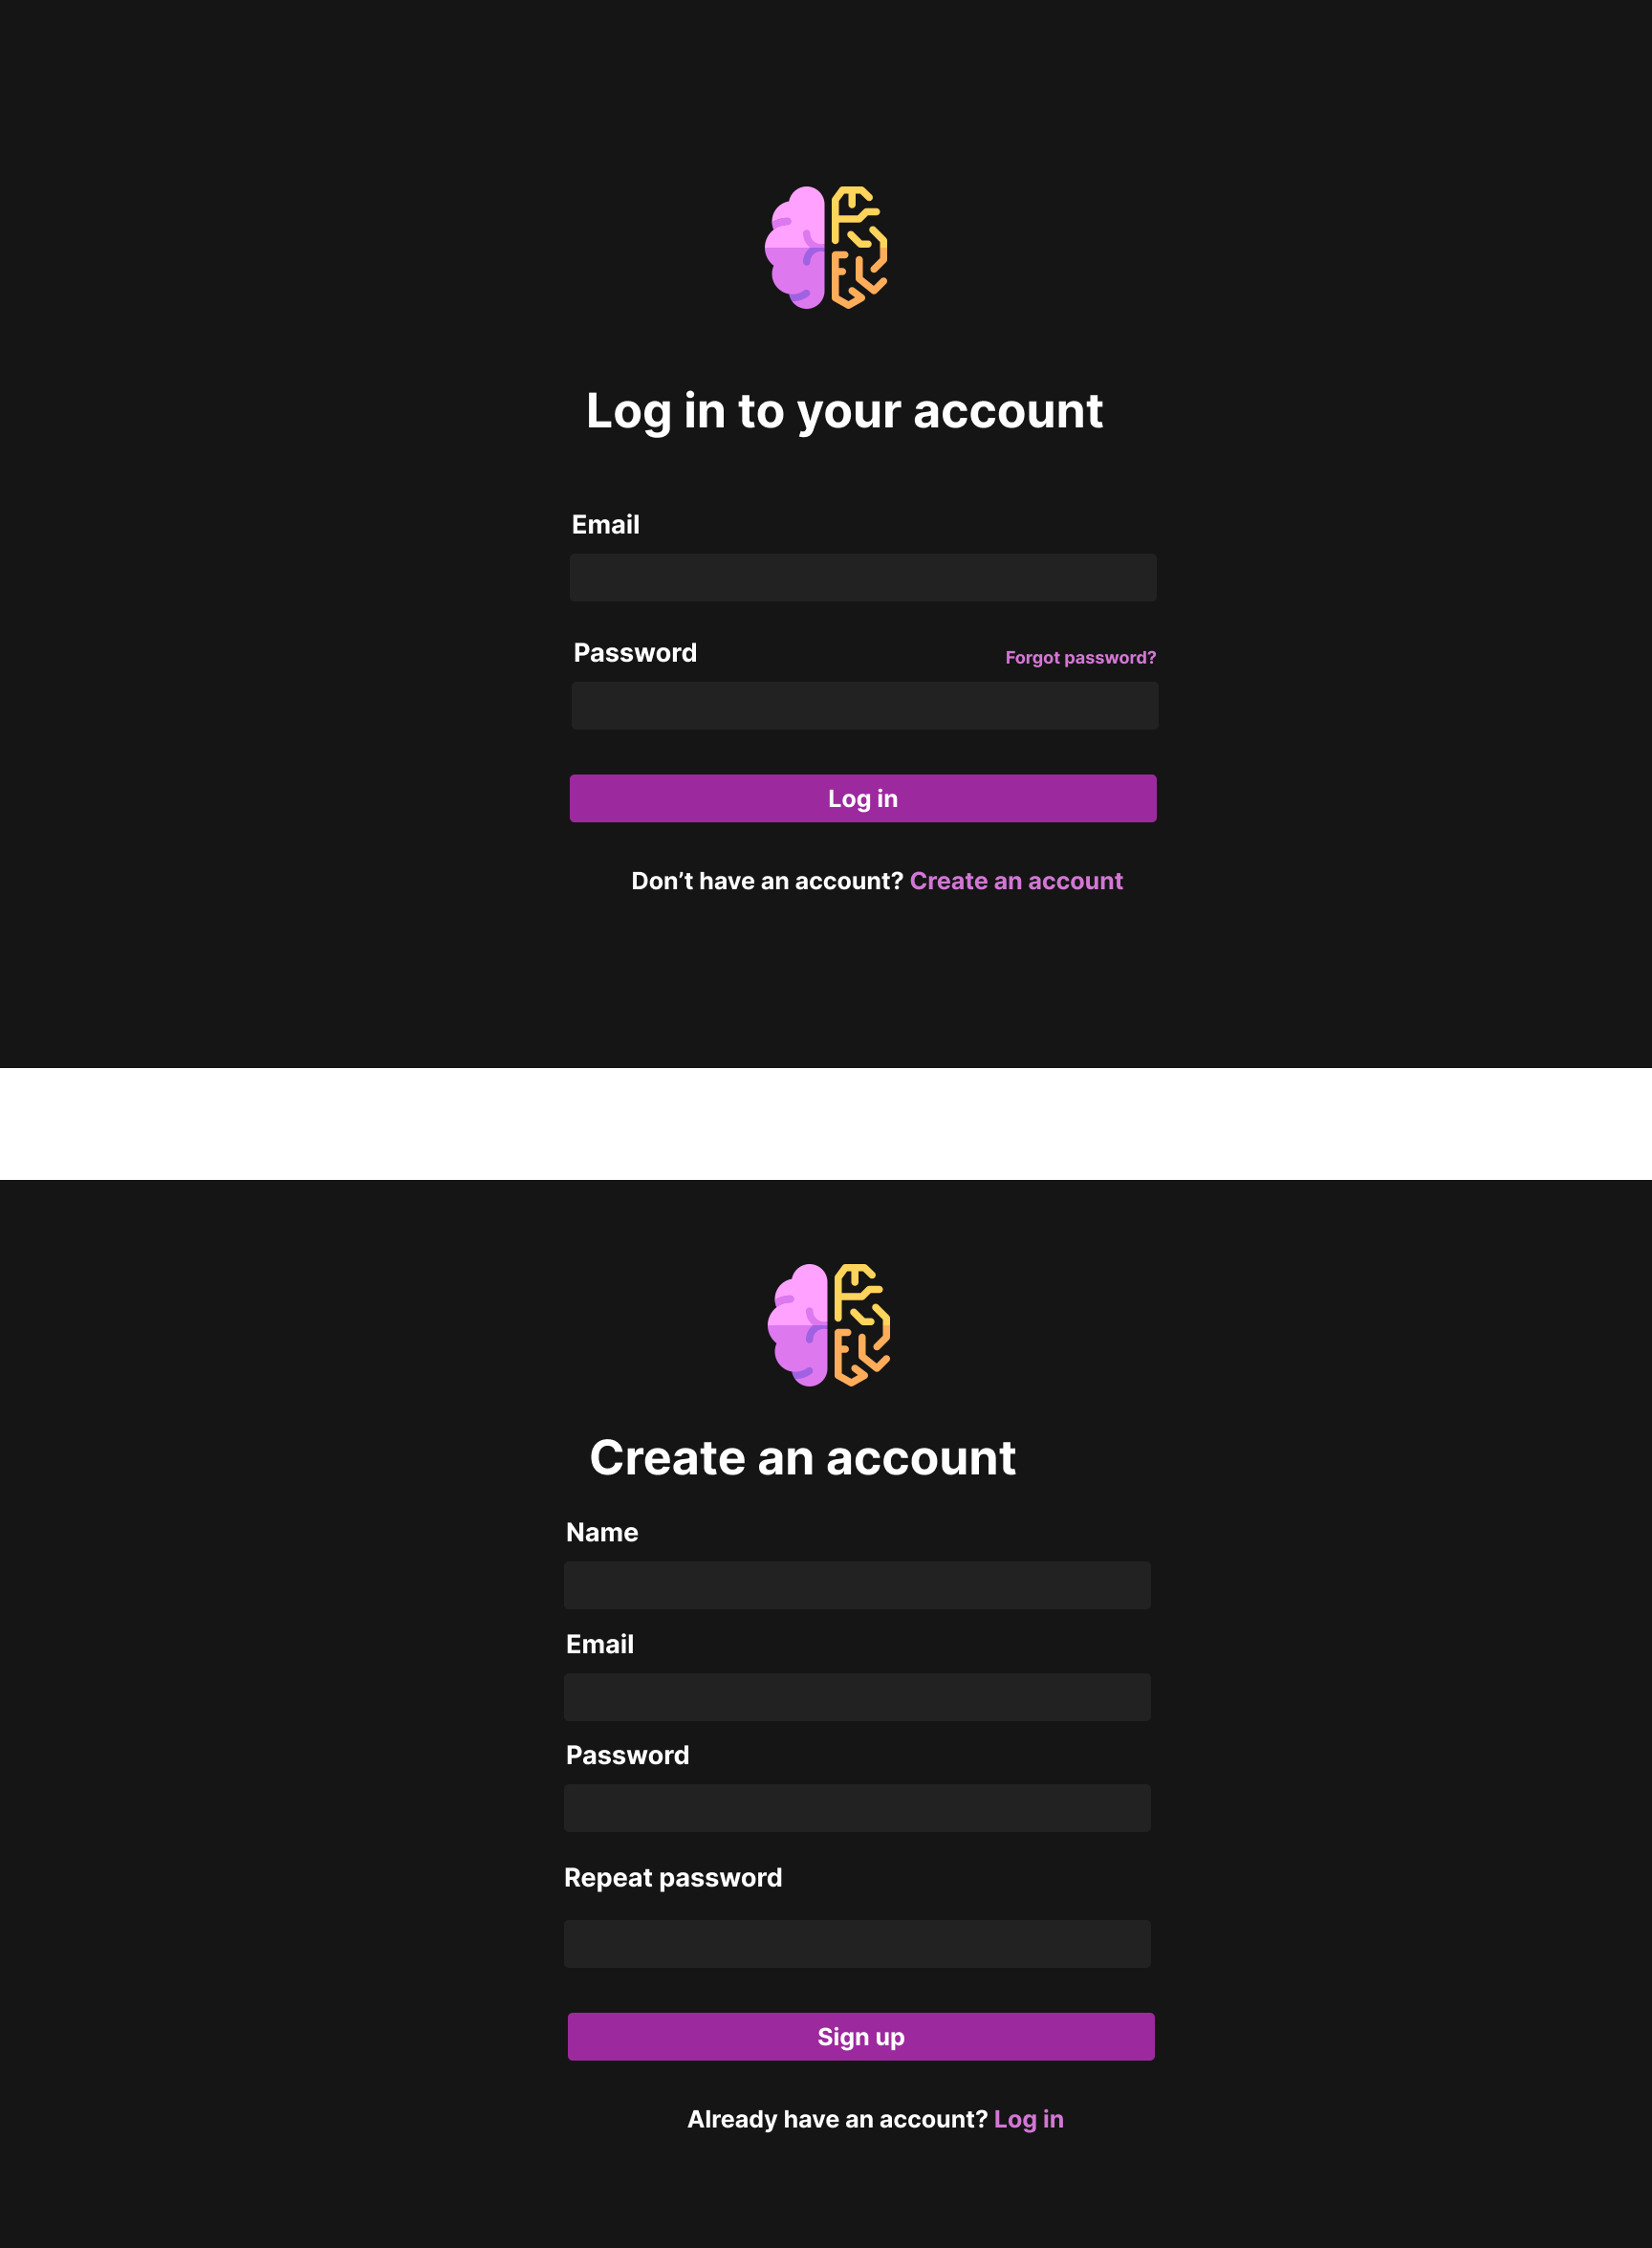 Log in to your account
Email
Password
Forgot password?
Log in
Don’t have an account? Create an account
Create an account
Name
Email
Password
Repeat password
Sign up
Already have an account? Log in